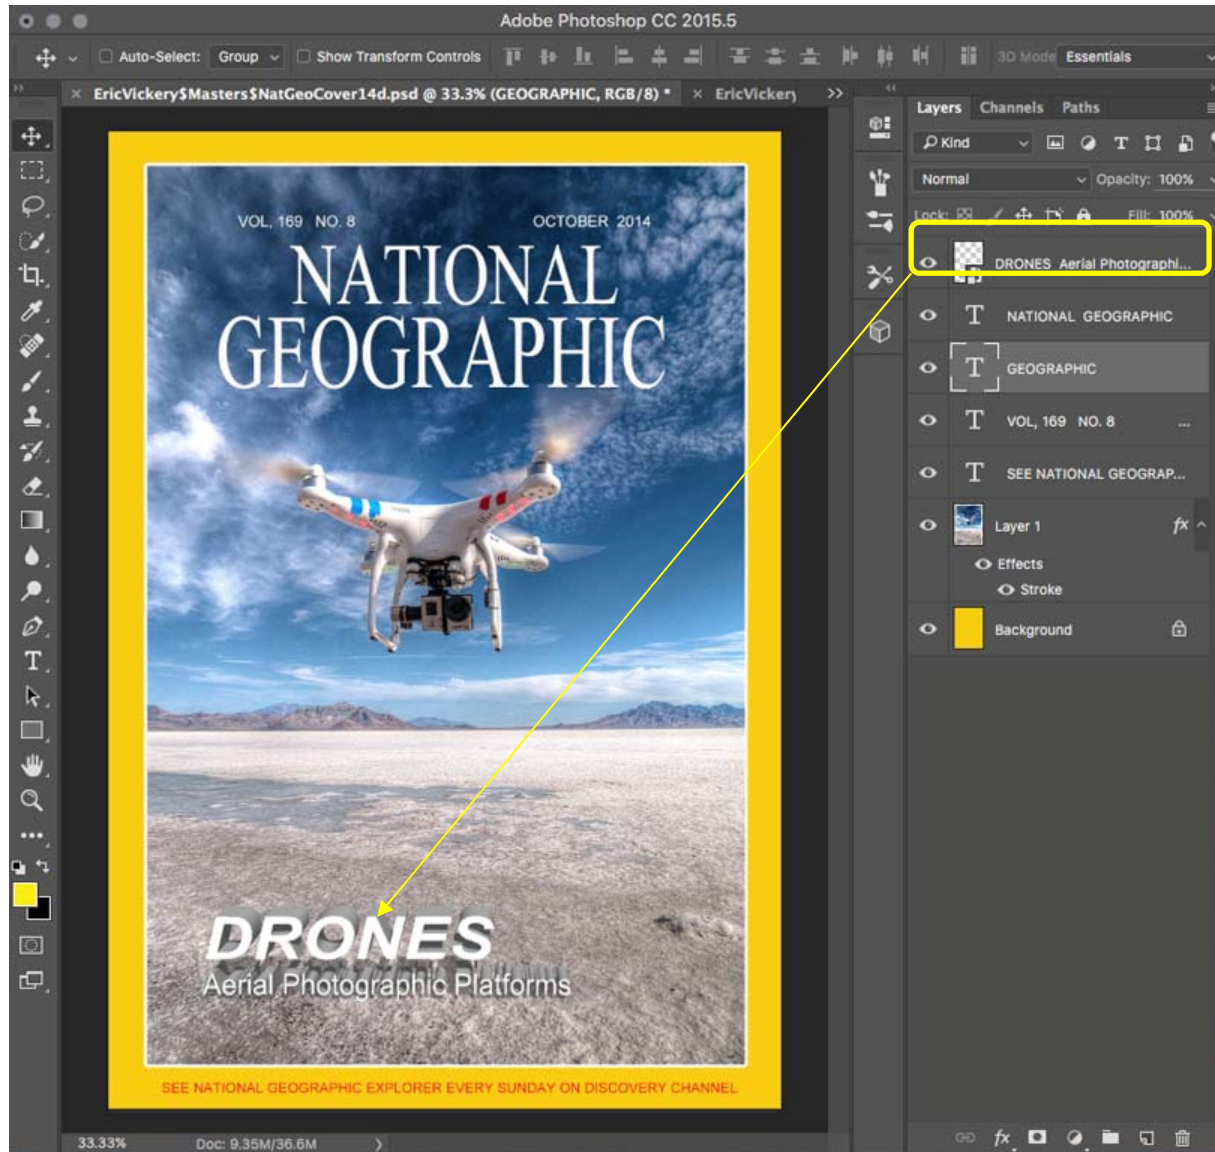 Adobe Photoshop CC 2015.5
Auto-Select: Group Show Transform Controls 3D Mode Essentials
× EricVickery$Masters$NatGeoCover14d.psd @ 33.3% (GEOGRAPHIC, RGB/8) * × EricVickery
Layers Channels Paths
Kind
Normal Opacity: 100%
Lock: Fill: 100%
DRONES Aerial Photographi...
NATIONAL GEOGRAPHIC
GEOGRAPHIC
VOL, 169 NO. 8 ...
SEE NATIONAL GEOGRAP...
Layer 1 fx
Effects
Stroke
Background
VOL, 169 NO. 8 OCTOBER 2014
NATIONAL
GEOGRAPHIC
DRONES
Aerial Photographic Platforms
SEE NATIONAL GEOGRAPHIC EXPLORER EVERY SUNDAY ON DISCOVERY CHANNEL
33.33% Doc: 9.35M/36.6M
fx